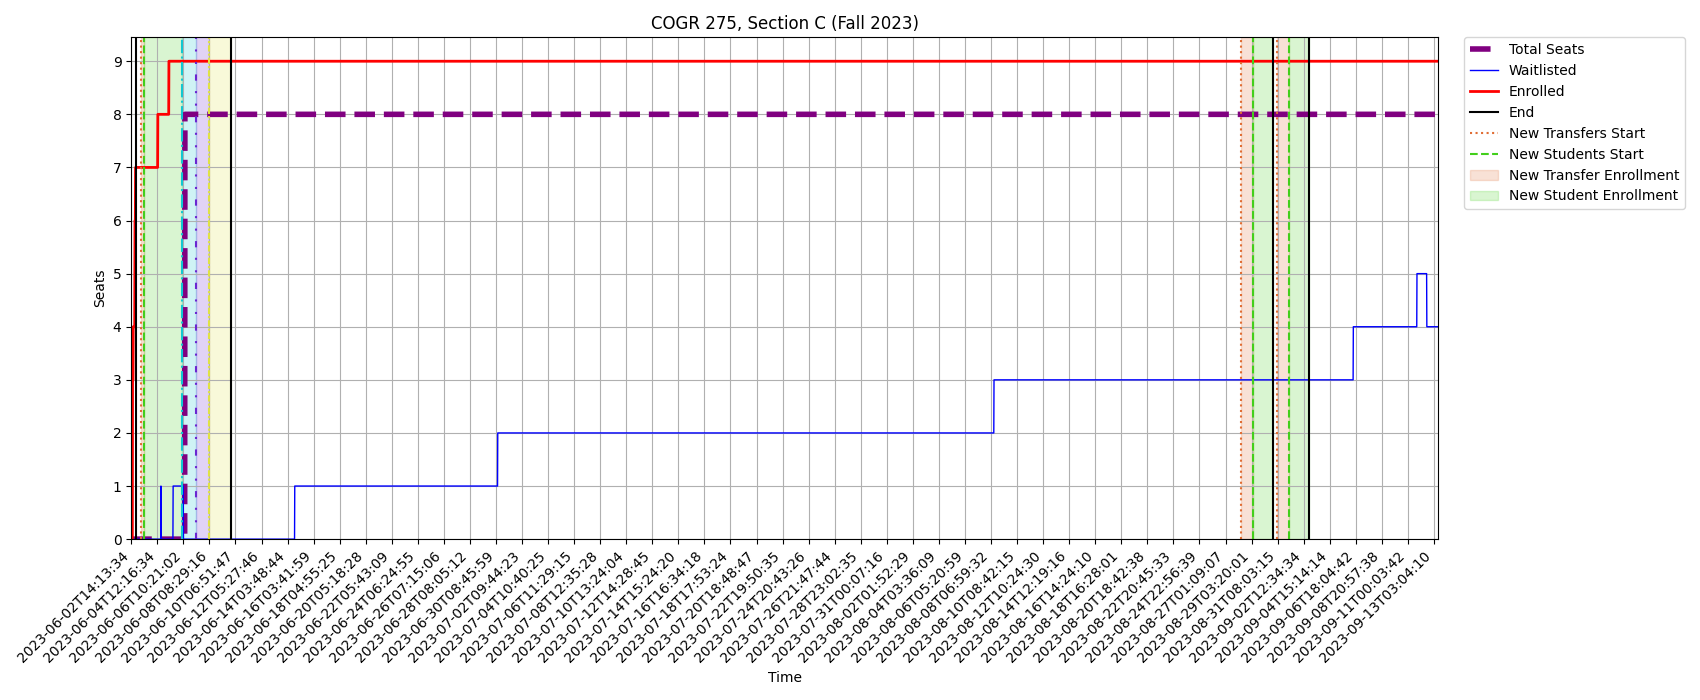 COGR 275, Section C (Fall 2023)
Total Seats
Waitlisted
Enrolled
End
New Transfers Start
New Students Start
New Transfer Enrollment
New Student Enrollment
Seats
9
8
7
6
5
4
3
2
1
0
2023-06-02T14:13:34
2023-06-04T12:16:34
2023-06-06T10:21:02
2023-06-08T08:29:16
2023-06-10T06:51:47
2023-06-12T05:27:46
2023-06-14T03:48:44
2023-06-16T03:41:59
2023-06-18T04:55:25
2023-06-20T05:18:28
2023-06-22T05:43:09
2023-06-24T06:24:55
2023-06-26T07:15:06
2023-06-28T08:05:12
2023-06-30T08:45:59
2023-07-02T09:44:23
2023-07-04T10:40:25
2023-07-06T11:29:15
2023-07-08T12:35:28
2023-07-10T13:24:04
2023-07-12T14:28:45
2023-07-14T15:24:20
2023-07-16T16:34:18
2023-07-18T17:53:24
2023-07-20T18:48:47
2023-07-22T19:50:35
2023-07-24T20:43:26
2023-07-26T21:47:44
2023-07-28T23:02:35
2023-07-31T00:07:16
2023-08-02T01:52:29
2023-08-04T03:36:09
2023-08-06T05:20:59
2023-08-08T06:59:32
2023-08-10T08:42:15
2023-08-12T10:24:30
2023-08-14T12:19:16
2023-08-16T14:24:10
2023-08-18T16:28:01
2023-08-20T18:42:38
2023-08-22T20:45:33
2023-08-24T22:56:39
2023-08-27T01:09:07
2023-08-29T03:20:01
2023-08-31T08:03:15
2023-09-02T12:34:34
2023-09-04T15:14:14
2023-09-06T18:04:42
2023-09-08T20:57:38
2023-09-11T00:03:42
2023-09-13T03:04:10
Time